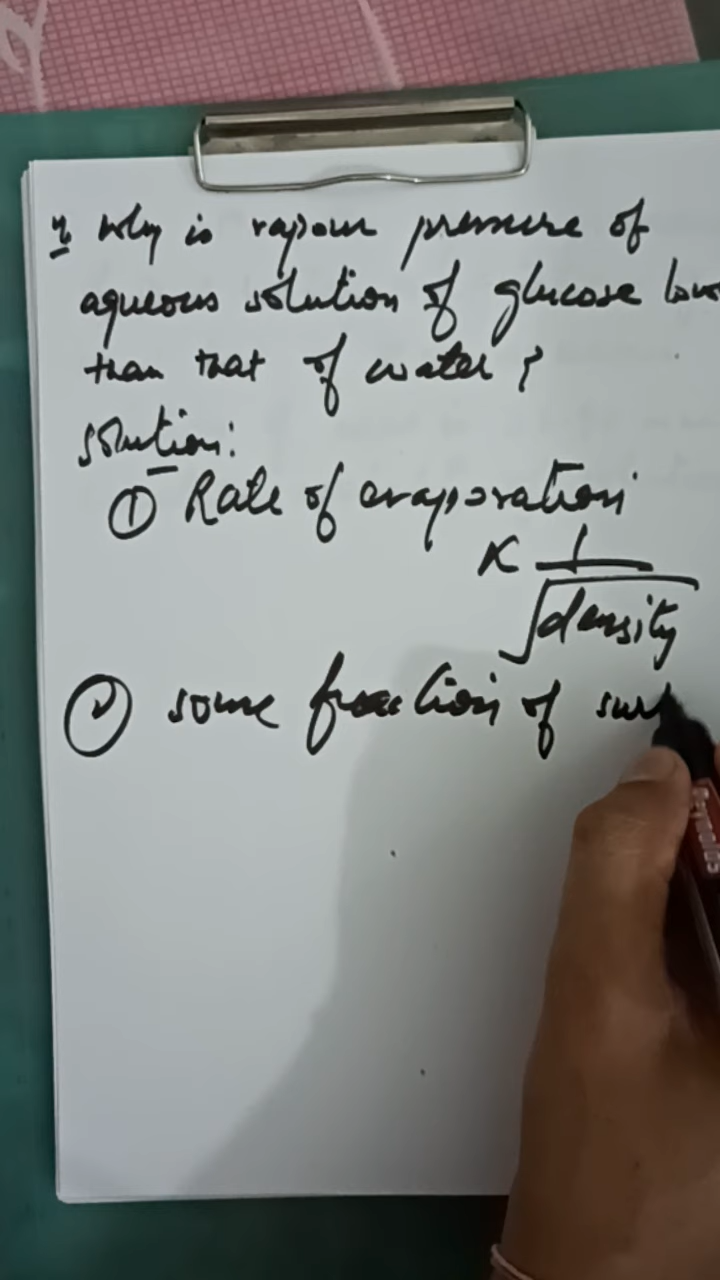 Q. Why is vapour pressure of
aqueous solution of glucose low
than that of water ?
Solution:
① Rate of evaporation
∝ 1
√density
② some fraction of sur